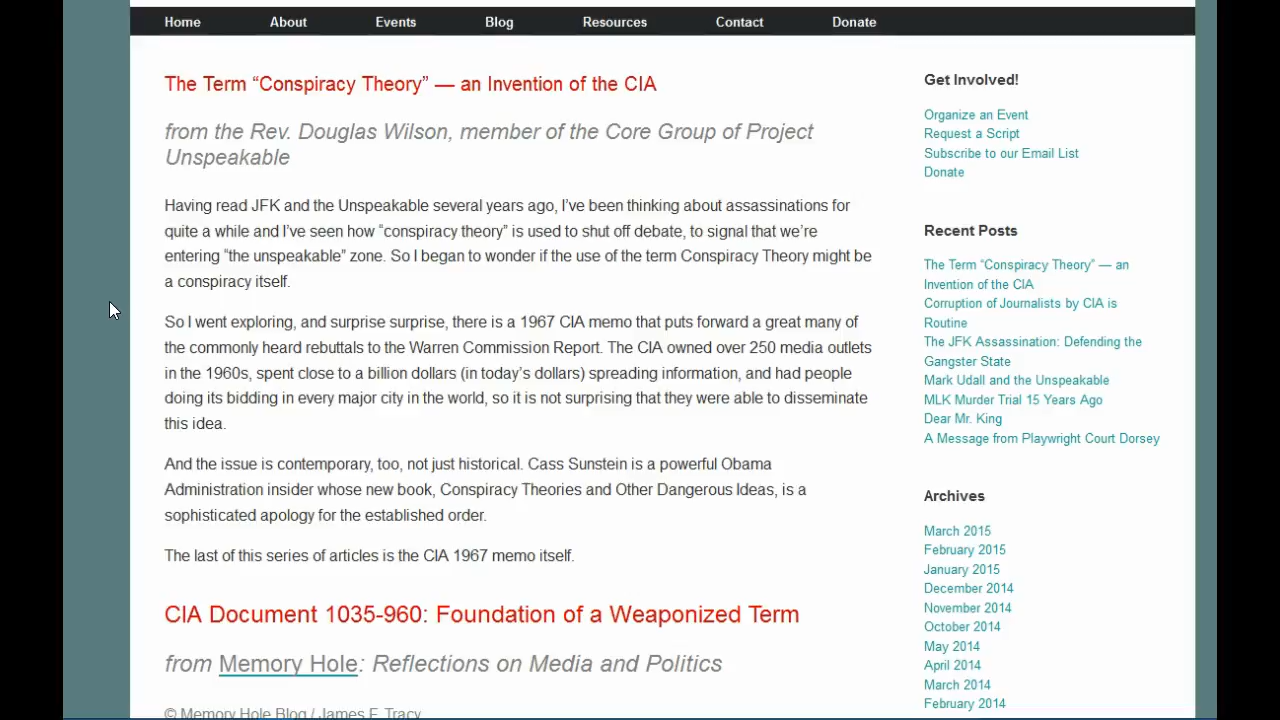 Home About Events Blog Resources Contact Donate
The Term “Conspiracy Theory” — an Invention of the CIA
from the Rev. Douglas Wilson, member of the Core Group of Project
Unspeakable
Having read JFK and the Unspeakable several years ago, I’ve been thinking about assassinations for
quite a while and I’ve seen how “conspiracy theory” is used to shut off debate, to signal that we’re
entering “the unspeakable” zone. So I began to wonder if the use of the term Conspiracy Theory might be
a conspiracy itself.
So I went exploring, and surprise surprise, there is a 1967 CIA memo that puts forward a great many of
the commonly heard rebuttals to the Warren Commission Report. The CIA owned over 250 media outlets
in the 1960s, spent close to a billion dollars (in today’s dollars) spreading information, and had people
doing its bidding in every major city in the world, so it is not surprising that they were able to disseminate
this idea.
And the issue is contemporary, too, not just historical. Cass Sunstein is a powerful Obama
Administration insider whose new book, Conspiracy Theories and Other Dangerous Ideas, is a
sophisticated apology for the established order.
The last of this series of articles is the CIA 1967 memo itself.
CIA Document 1035-960: Foundation of a Weaponized Term
from Memory Hole: Reflections on Media and Politics
© Memory Hole Blog / James F. Tracy
Get Involved!
Organize an Event
Request a Script
Subscribe to our Email List
Donate
Recent Posts
The Term “Conspiracy Theory” — an
Invention of the CIA
Corruption of Journalists by CIA is
Routine
The JFK Assassination: Defending the
Gangster State
Mark Udall and the Unspeakable
MLK Murder Trial 15 Years Ago
Dear Mr. King
A Message from Playwright Court Dorsey
Archives
March 2015
February 2015
January 2015
December 2014
November 2014
October 2014
May 2014
April 2014
March 2014
February 2014